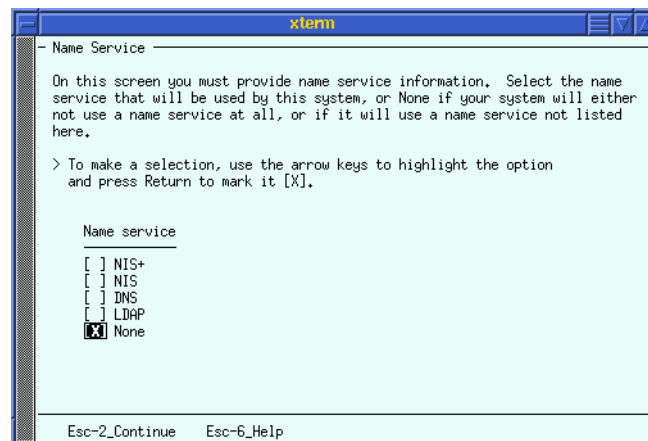 xterm
Name Service
On this screen you must provide name service information. Select the name
service that will be used by this system, or None if your system will either
not use a name service at all, or if it will use a name service not listed
here.
> To make a selection, use the arrow keys to highlight the option
and press Return to mark it [X].
Name service
[ ] NIS+
[ ] NIS
[ ] DNS
[ ] LDAP
[X] None
Esc-2_Continue Esc-6_Help